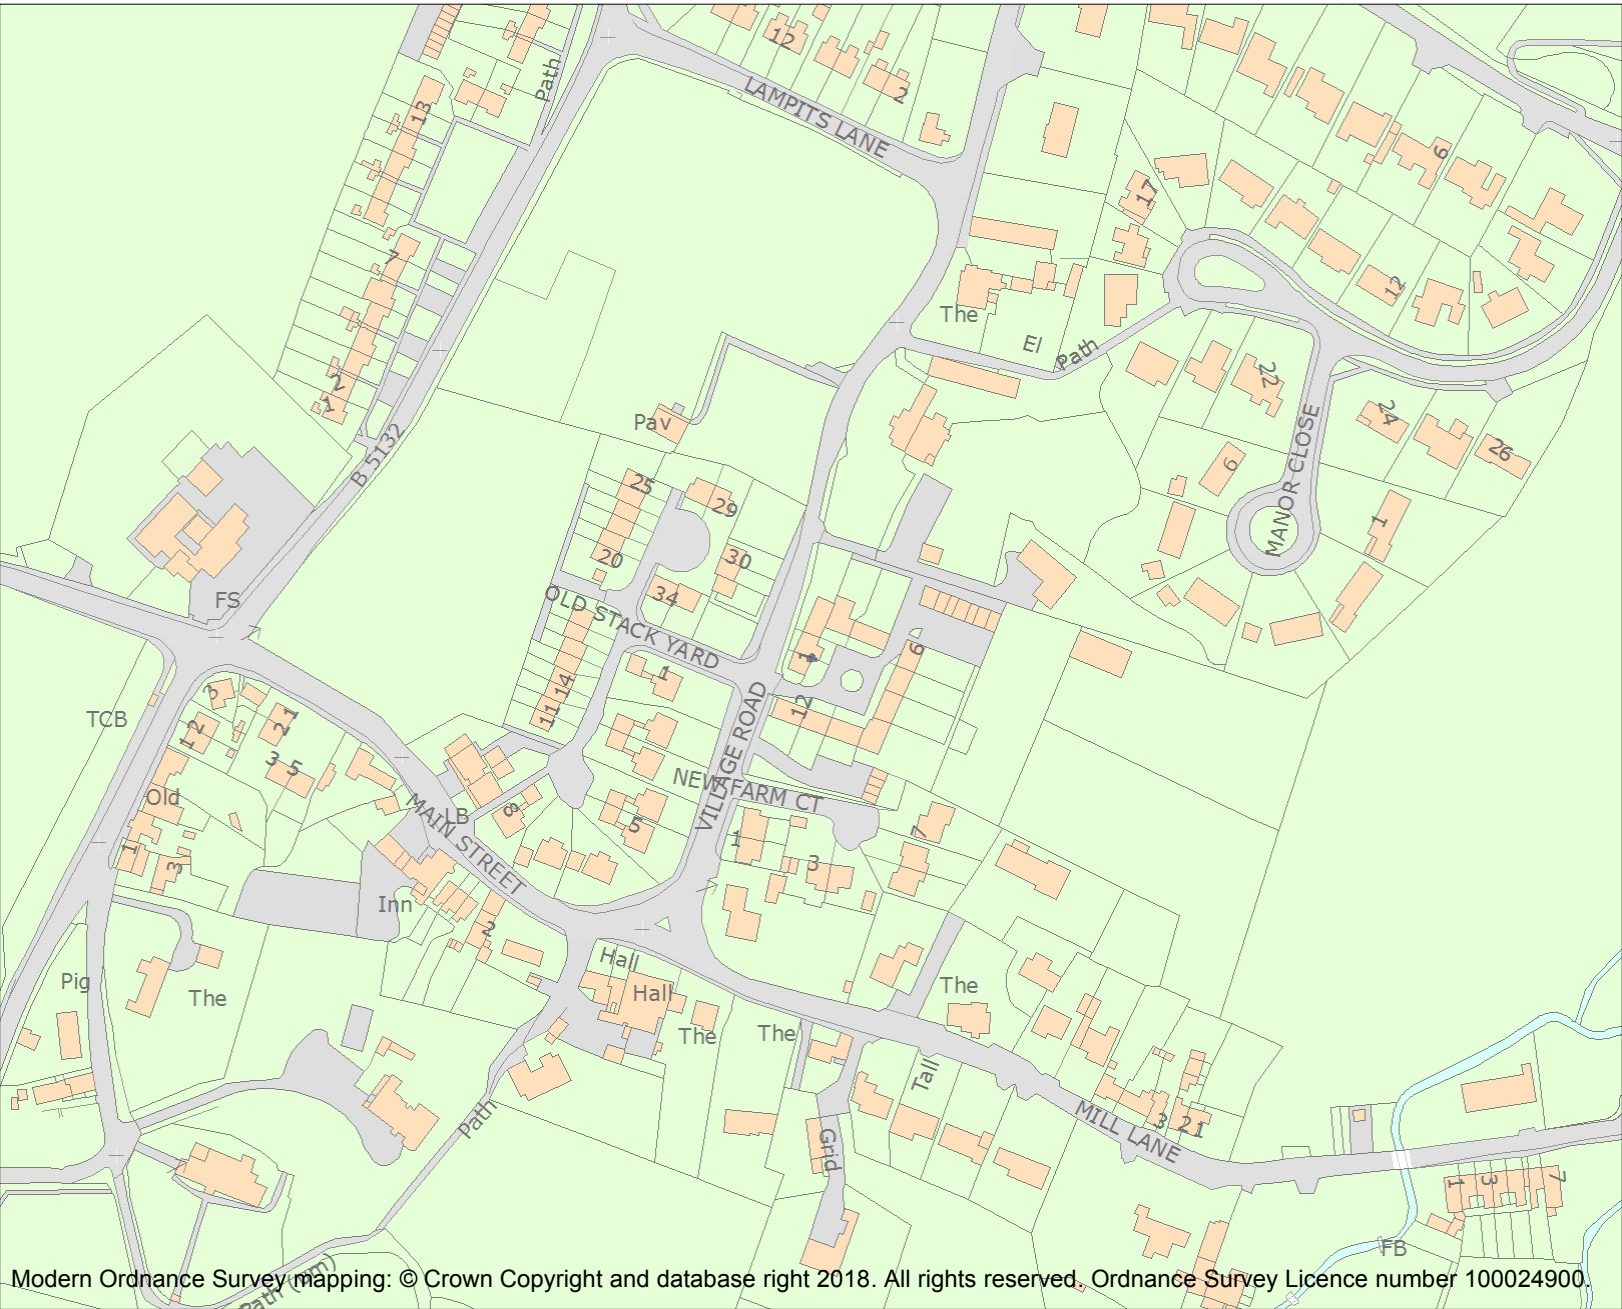 12
2
Path
LAMPITS LANE
13
17
6
7
12
The
El
Path
2
1
22
24
26
Pav
B 5132
MANOR CLOSE
25
29
6
1
20
30
34
FS
OLD STACK YARD
1
1
6
14
11
12
3
TCB
1 2
2 1
3 5
VILLAGE ROAD
NEW FARM CT
Old
MAIN STREET
LB
8
5
1
7
1
3
3
Inn
2
Hall
Hall
Pig
The
The
The
The
Tall
Grid
MILL LANE
3 21
Path
1
3
7
FB
Path (um)
Modern Ordnance Survey mapping: © Crown Copyright and database right 2018. All rights reserved. Ordnance Survey Licence number 100024900.